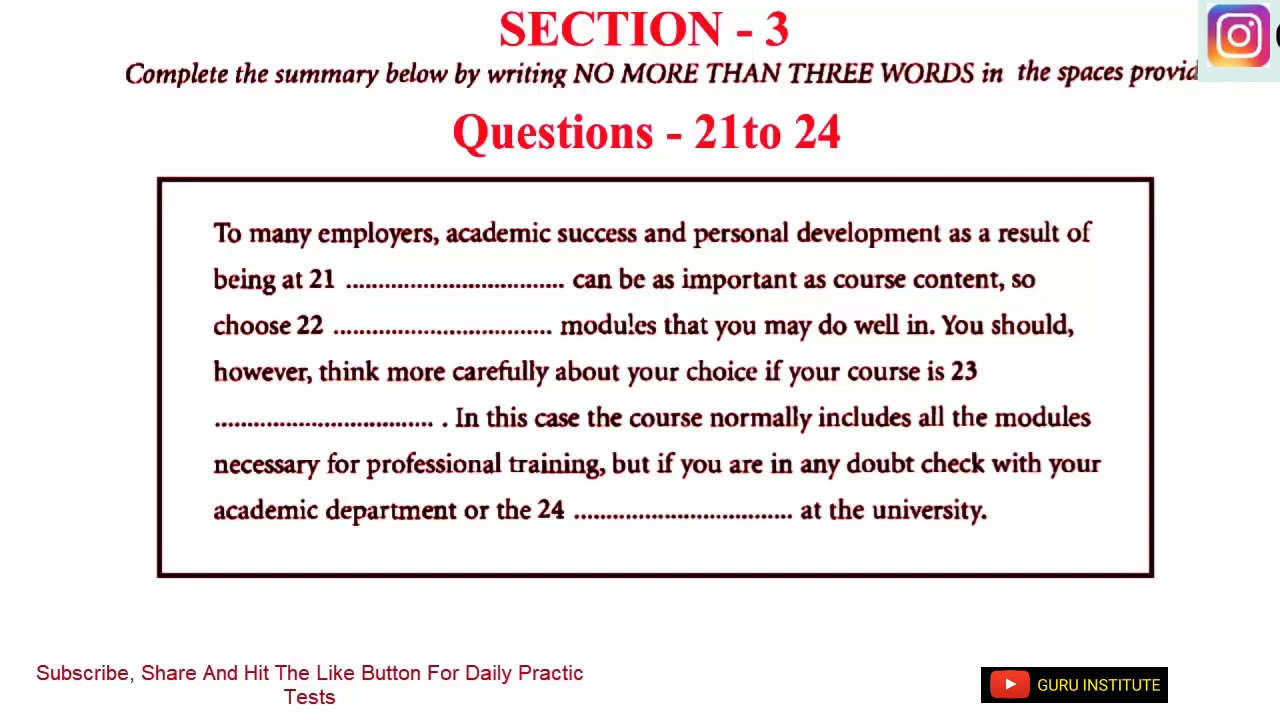 SECTION - 3
Complete the summary below by writing NO MORE THAN THREE WORDS in the spaces provid
Questions - 21to 24
To many employers, academic success and personal development as a result of
being at 21 .................................. can be as important as course content, so
choose 22 .................................. modules that you may do well in. You should,
however, think more carefully about your choice if your course is 23
.................................. . In this case the course normally includes all the modules
necessary for professional training, but if you are in any doubt check with your
academic department or the 24 .................................. at the university.
Subscribe, Share And Hit The Like Button For Daily Practic
Tests
GURU INSTITUTE